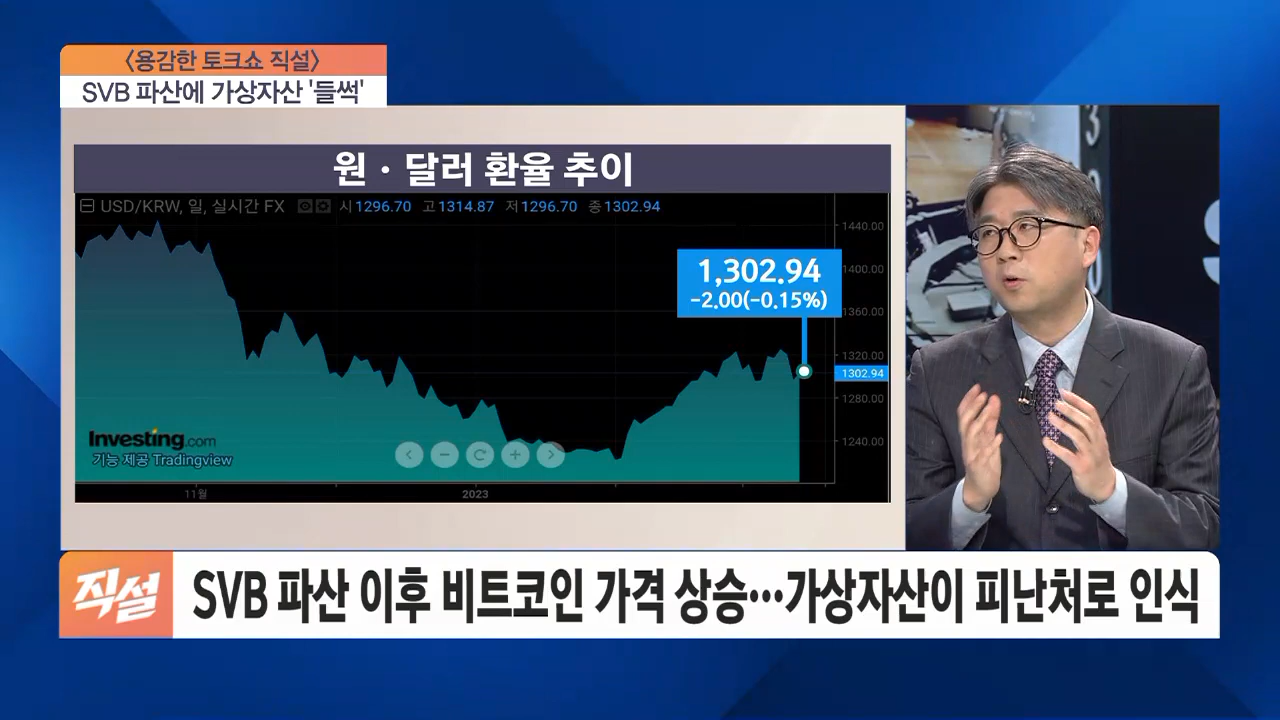 〈용감한 토크쇼 직설〉
SVB 파산에 가상자산 '들썩'
원·달러 환율 추이
USD/KRW, 일, 실시간 FX 시1296.70 고1314.87 저1296.70 종1302.94
1440.00
1400.00
1,302.94
-2.00(-0.15%)
1360.00
1320.00
1302.94
1280.00
1240.00
Investing.com
기능 제공 Tradingview
11월
2023
직설
SVB 파산 이후 비트코인 가격 상승…가상자산이 피난처로 인식